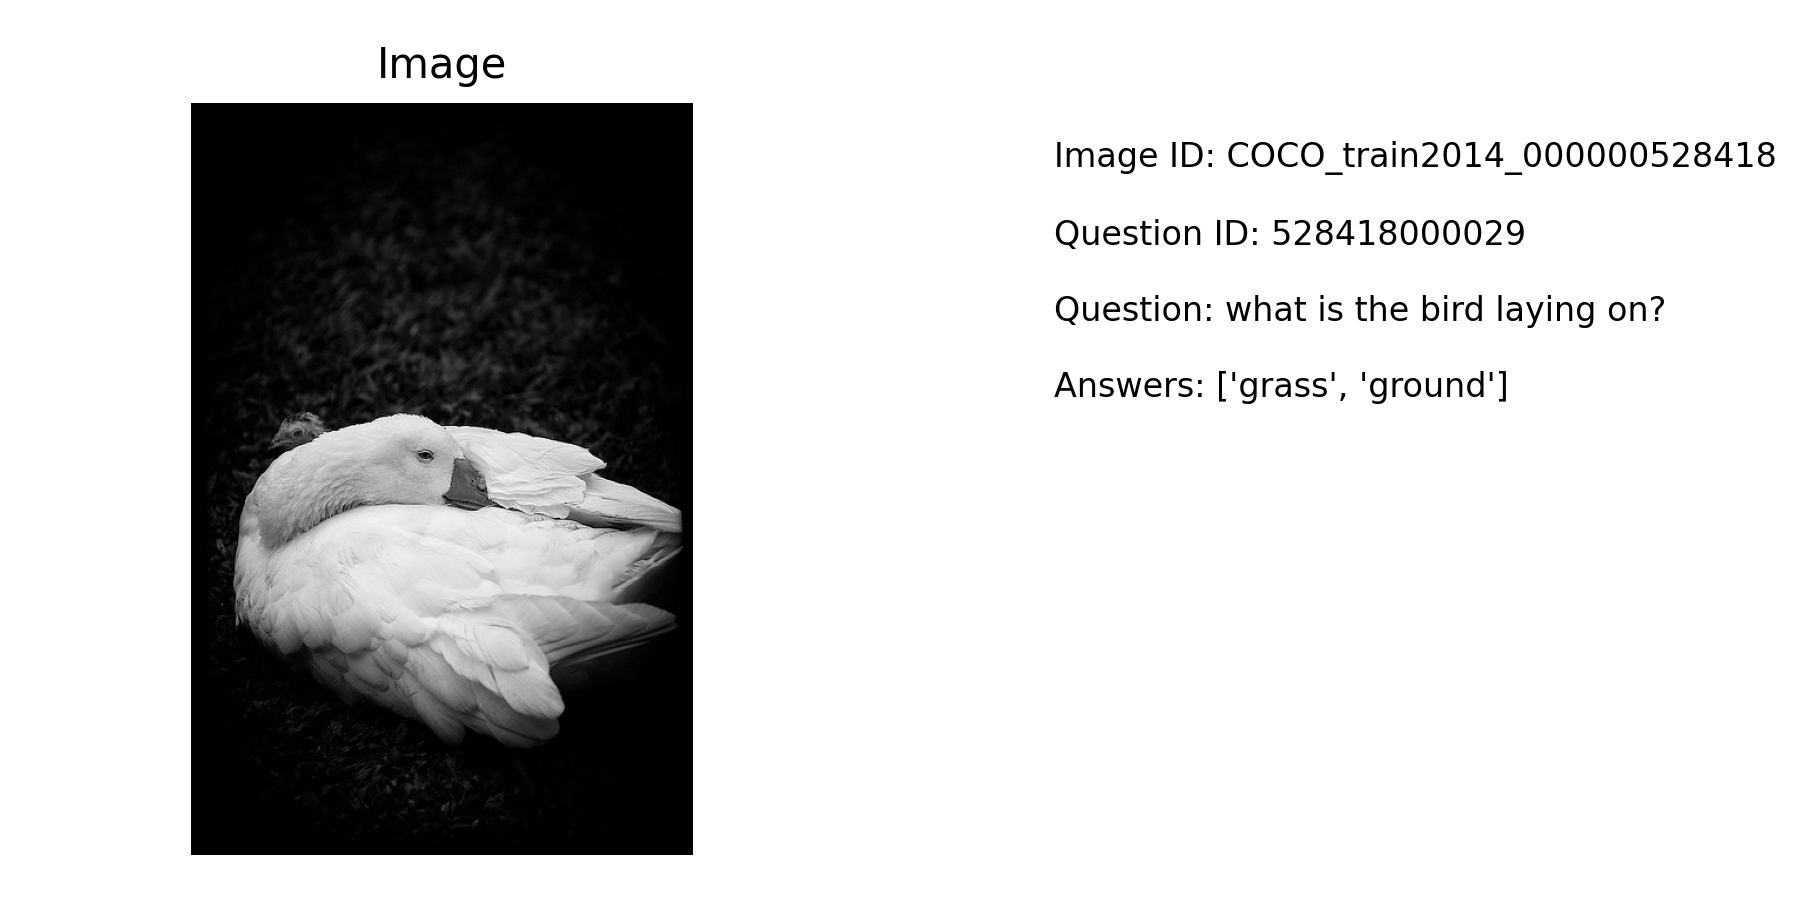 Image
Image ID: COCO_train2014_000000528418
Question ID: 528418000029
Question: what is the bird laying on?
Answers: ['grass', 'ground']